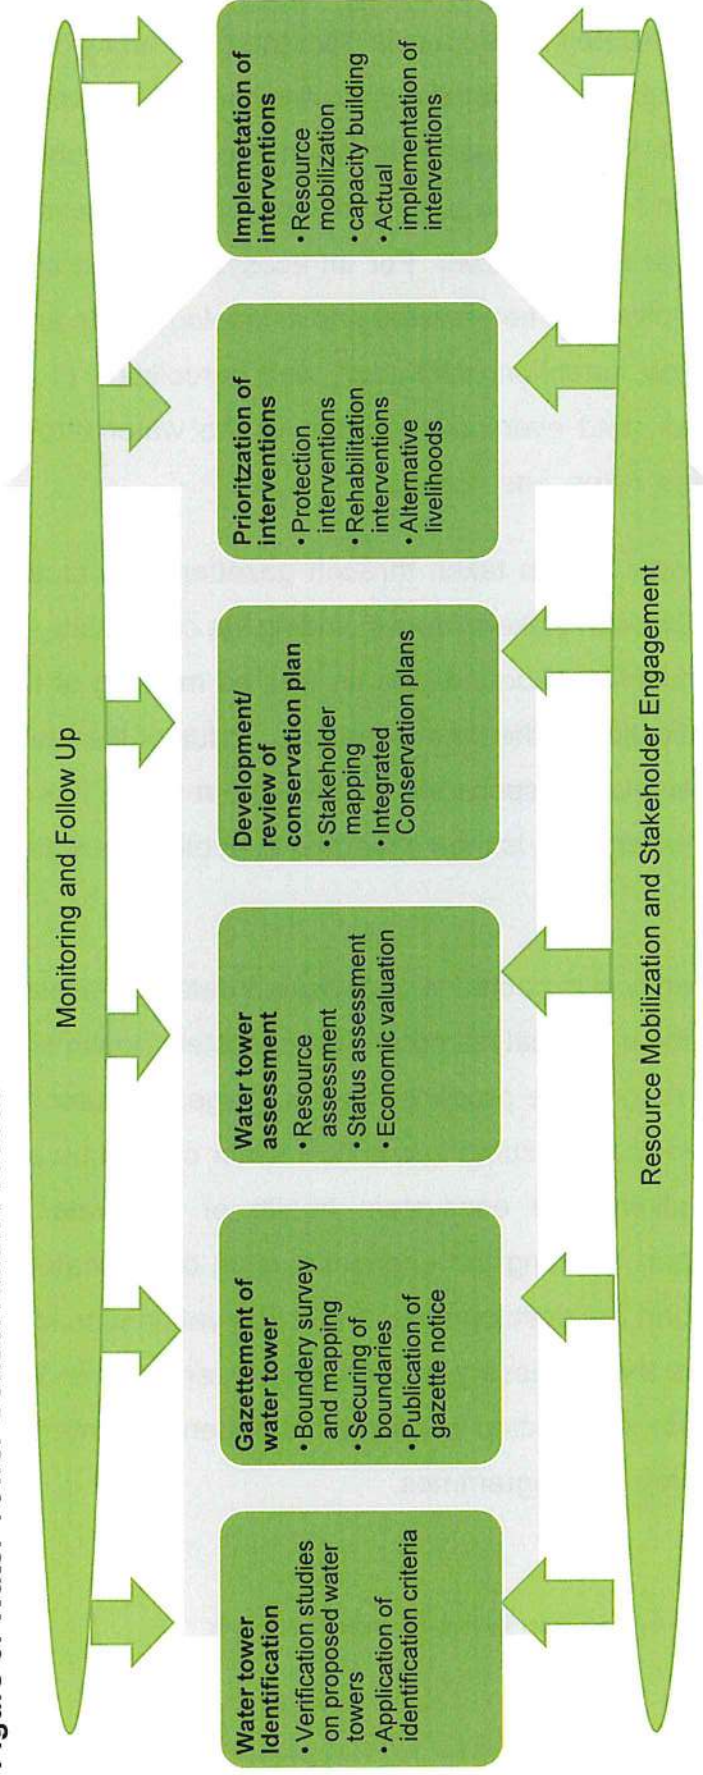 Monitoring and Follow Up
Water tower
Identification
• Verification studies
on proposed water
towers
• Application of
identification criteria
Gazettement of
water tower
• Boundery survey
and mapping
• Securing of
boundaries
• Publication of
gazette notice
Water tower
assessment
• Resource
assessment
• Status assessment
• Economic valuation
Development/
review of
conservation plan
• Stakeholder
mapping
• Integrated
Conservation plans
Prioritzation of
interventions
• Protection
interventions
• Rehabilitation
interventions
• Alternative
livelihoods
Implemetation of
interventions
• Resource
mobilization
• capacity building
• Actual
implementation of
interventions
Resource Mobilization and Stakeholder Engagement